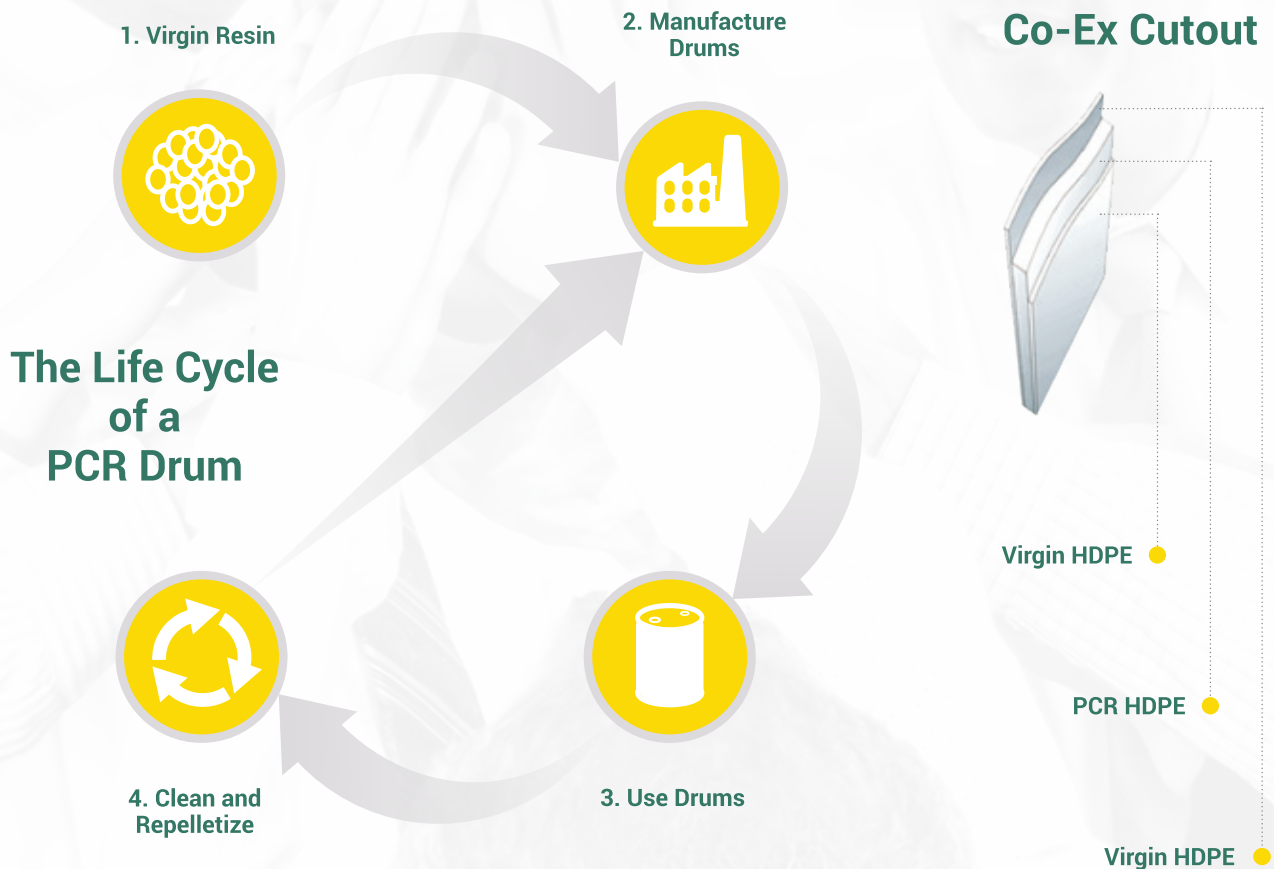 1. Virgin Resin
2. Manufacture
Drums
Co-Ex Cutout
The Life Cycle
of a
PCR Drum
Virgin HDPE
PCR HDPE
4. Clean and
Repelletize
3. Use Drums
Virgin HDPE